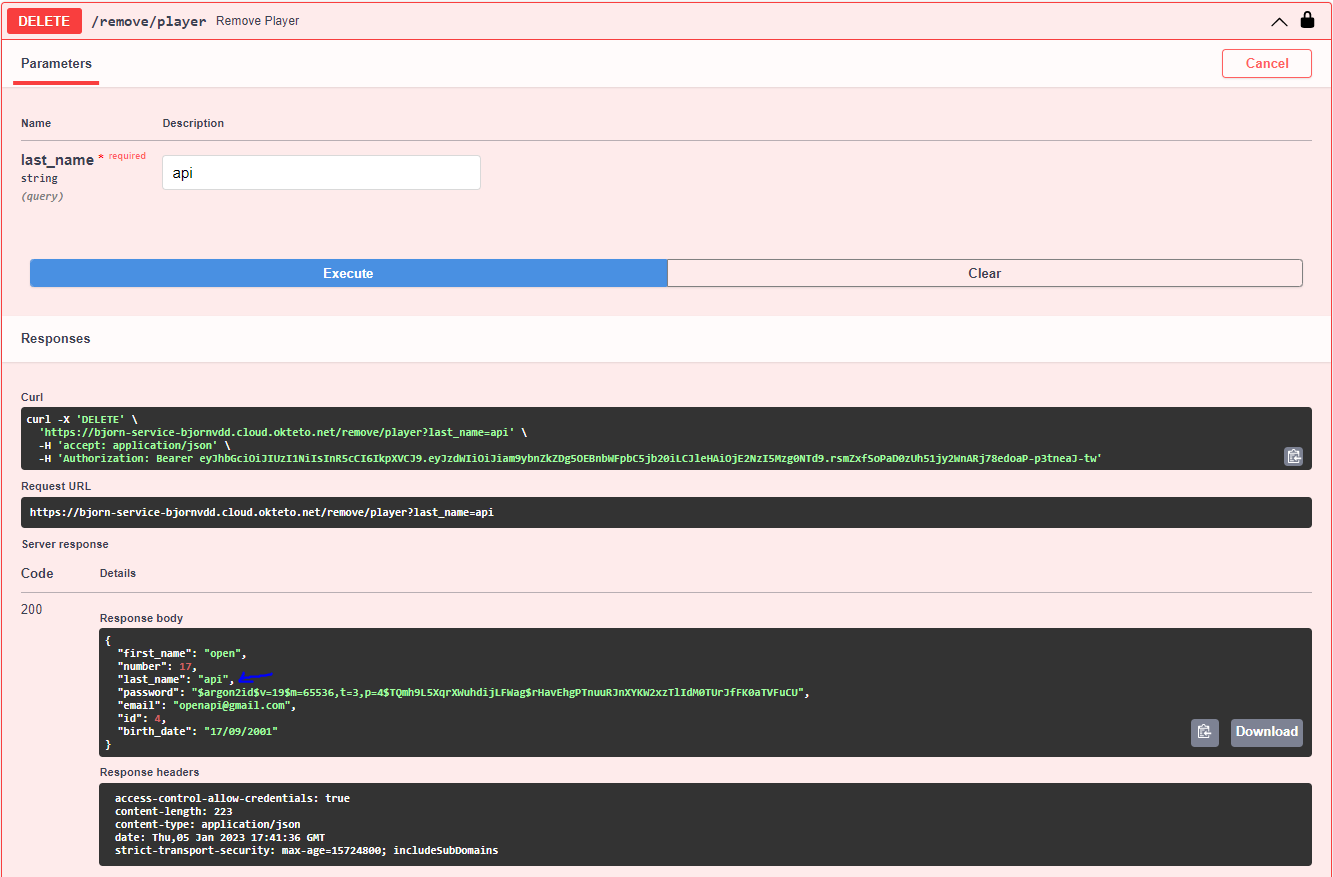 DELETE /remove/player Remove Player
Parameters
Cancel
Name Description
last_name * required
string
(query)
api
Execute
Clear
Responses
Curl
curl -X 'DELETE' \
'https://bjorn-service-bjornvdd.cloud.okteto.net/remove/player?last_name=api' \
-H 'accept: application/json' \
-H 'Authorization: Bearer eyJhbGciOiJIUzI1NiIsInR5cCI6IkpXVCJ9.eyJzdWIiOiJiam9ybnZkZDg5OEBnbWFpbC5jb20iLCJleHAiOjE2NzI5Mzg0NTd9.rsmZxfSoPaD0zUh51jy2WnARj78edoaP-p3tneaJ-tw'
Request URL
https://bjorn-service-bjornvdd.cloud.okteto.net/remove/player?last_name=api
Server response
Code Details
200
Response body
{
"first_name": "open",
"number": 17,
"last_name": "api",
"password": "$argon2id$v=19$m=65536,t=3,p=4$TQmh9L5XqrXWuhdijLFWag$rHavEhgPTnuuRJnXYKW2xzTlIdM0TUrJfFK0aTVFuCU",
"email": "openapi@gmail.com",
"id": 4,
"birth_date": "17/09/2001"
}
Download
Response headers
access-control-allow-credentials: true
content-length: 223
content-type: application/json
date: Thu,05 Jan 2023 17:41:36 GMT
strict-transport-security: max-age=15724800; includeSubDomains